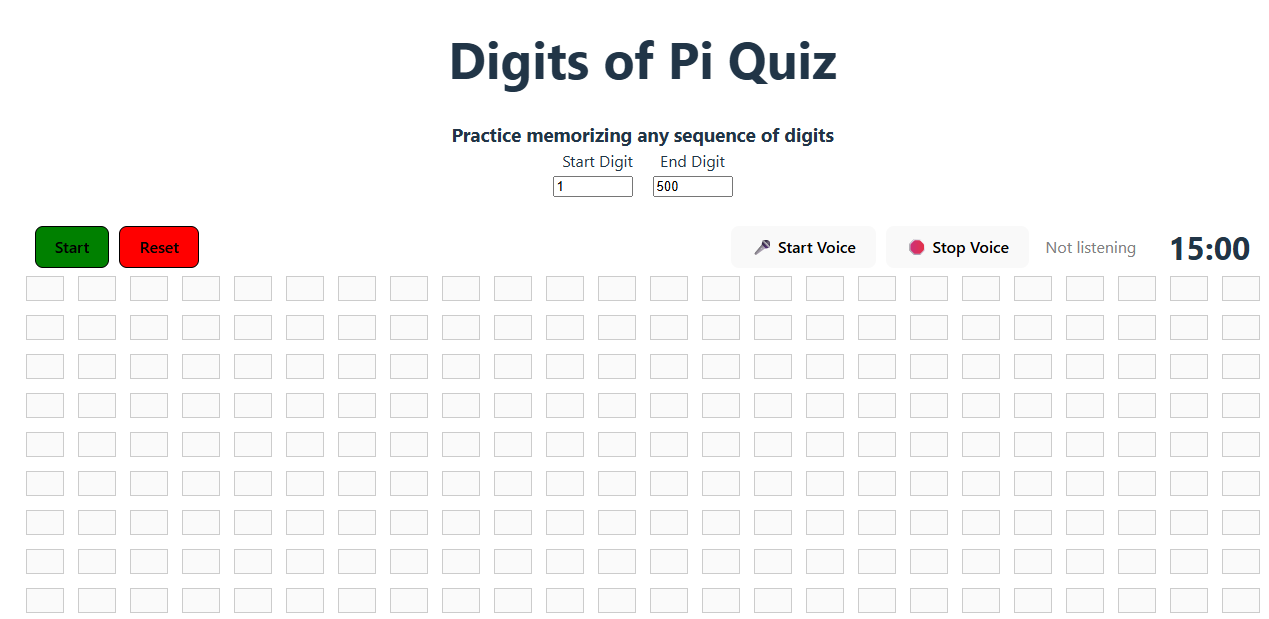 Digits of Pi Quiz
Practice memorizing any sequence of digits
Start Digit End Digit
1 500
Start Reset Start Voice Stop Voice Not listening 15:00